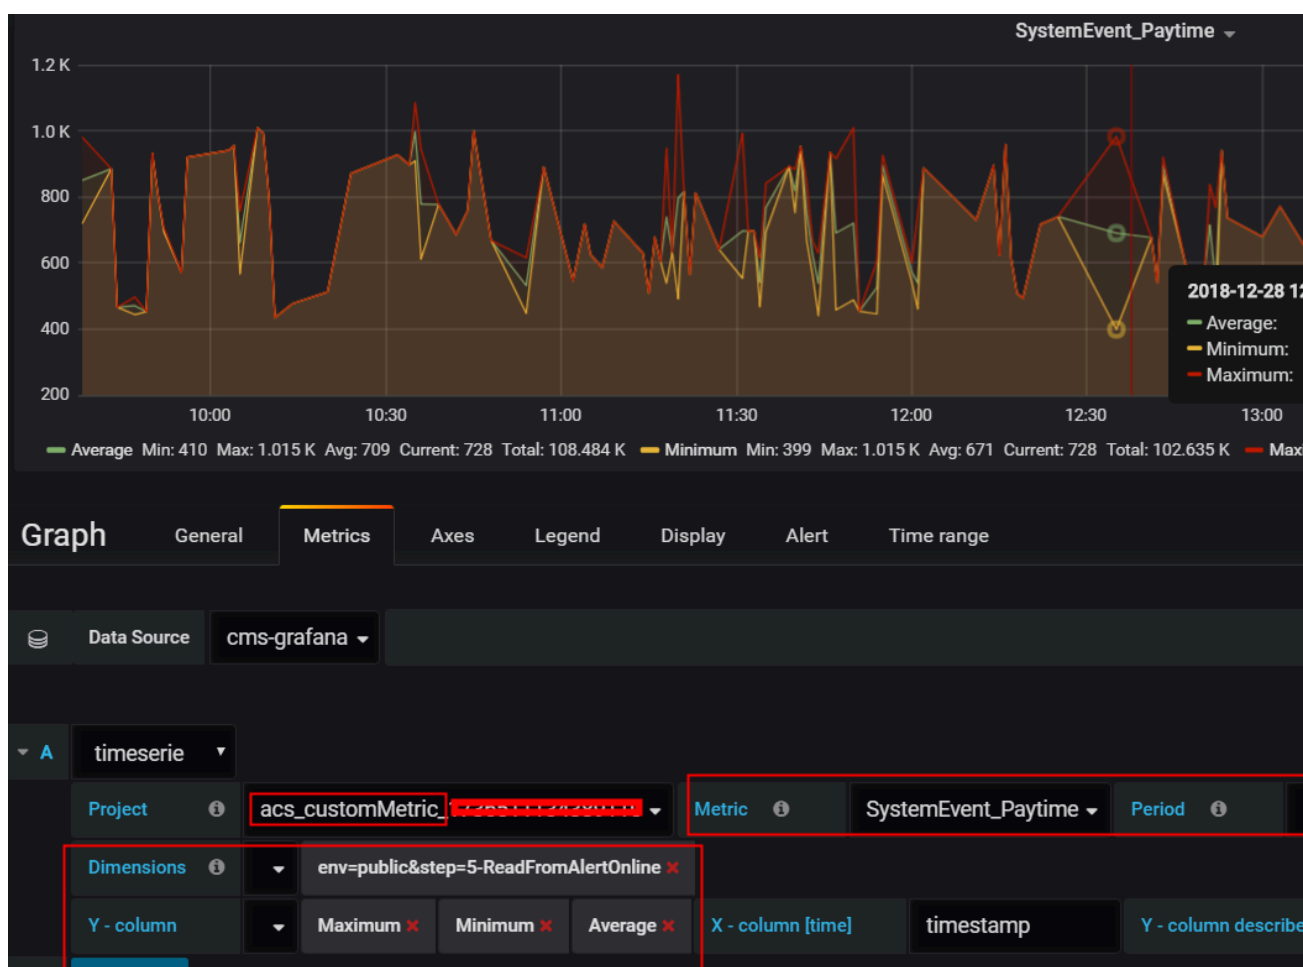 SystemEvent_Paytime
1.2 K
1.0 K
800
600
400
200
2018-12-28 12
Average:
Minimum:
Maximum:
10:00 10:30 11:00 11:30 12:00 12:30 13:00
Average Min: 410 Max: 1.015 K Avg: 709 Current: 728 Total: 108.484 K Minimum Min: 399 Max: 1.015 K Avg: 671 Current: 728 Total: 102.635 K Maxi
Graph General Metrics Axes Legend Display Alert Time range
Data Source cms-grafana
A timeserie
Project acs_customMetric_ Metric SystemEvent_Paytime Period
Dimensions env=public&step=5-ReadFromAlertOnline
Y - column Maximum Minimum Average X - column [time] timestamp Y - column describe